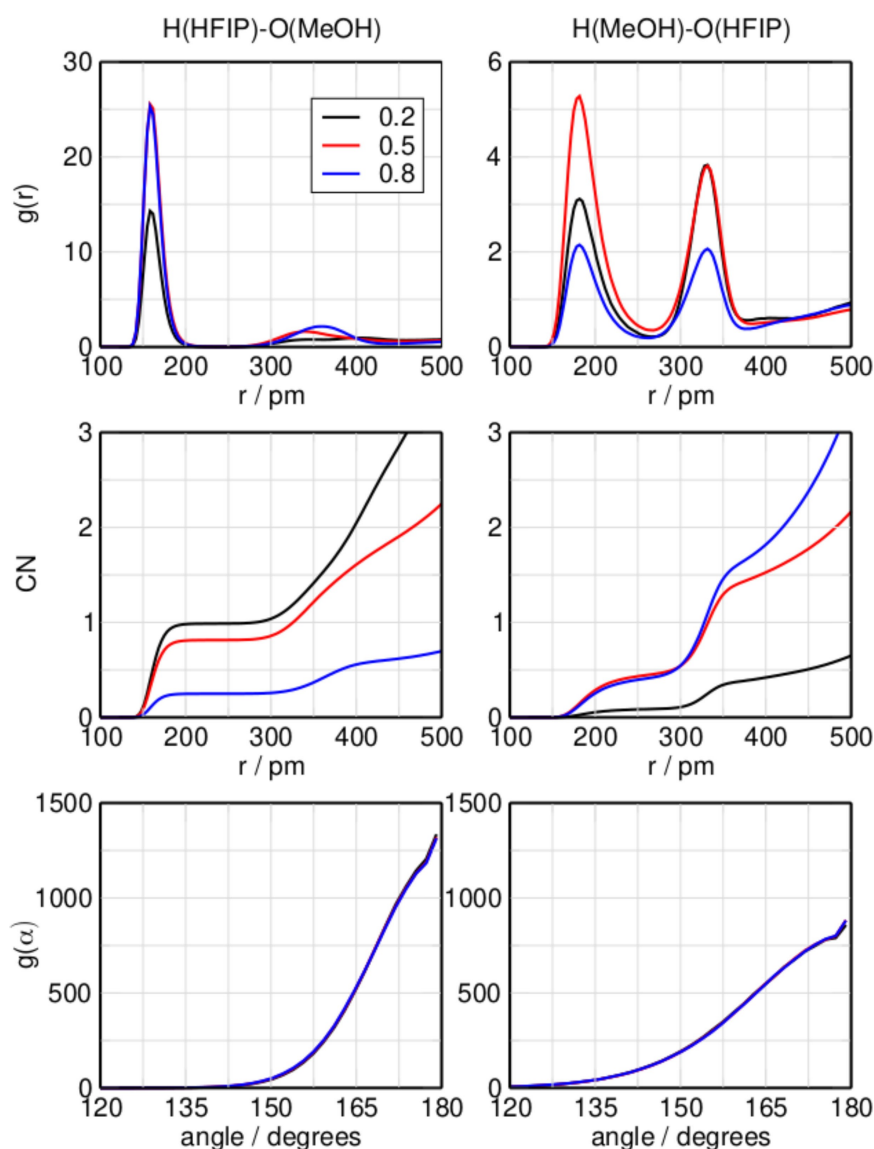 H(HFIP)-O(MeOH)
H(MeOH)-O(HFIP)
30
20
10
0
g(r)
0.2
0.5
0.8
100 200 300 400 500
r / pm
6
4
2
0
100 200 300 400 500
r / pm
3
2
1
0
CN
100 200 300 400 500
r / pm
3
2
1
0
100 200 300 400 500
r / pm
1500
1000
500
0
g(α)
120 135 150 165 180
angle / degrees
1500
1000
500
0
120 135 150 165 180
angle / degrees